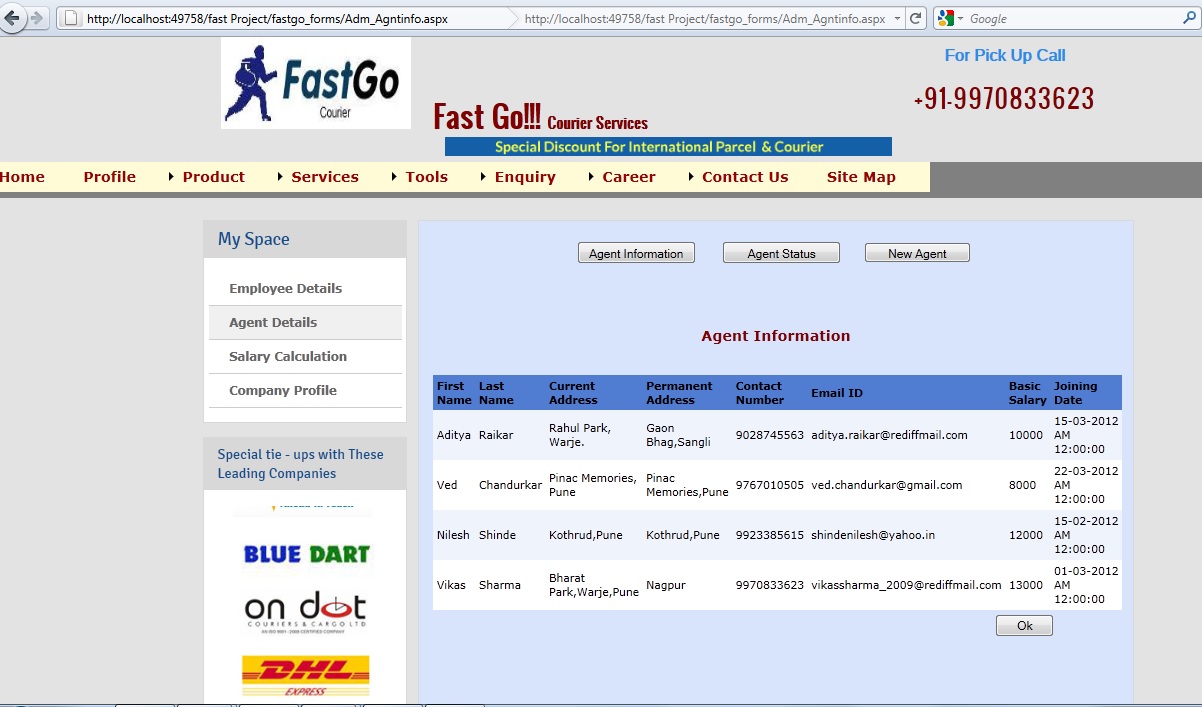 http://localhost:49758/fast Project/fastgo_forms/Adm_Agntinfo.aspx
http://localhost:49758/fast Project/fastgo_forms/Adm_Agntinfo.aspx
Google
FastGo
Courier
Fast Go!!! Courier Services
Special Discount For International Parcel & Courier
For Pick Up Call
+91-9970833623
Home Profile Product Services Tools Enquiry Career Contact Us Site Map
My Space
Employee Details
Agent Details
Salary Calculation
Company Profile
Special tie - ups with These
Leading Companies
BLUE DART
on dot
COURIERS & CARGO LTD
AN ISO 9001 - 2008 CERTIFIED COMPANY
DHL
EXPRESS
Agent Information Agent Status New Agent
Agent Information
First Last Current Permanent Contact Email ID Basic Joining
Name Name Address Address Number Salary Date
Aditya Raikar Rahul Park, Gaon 9028745563 aditya.raikar@rediffmail.com 10000 15-03-2012
Warje. Bhag,Sangli AM
12:00:00
Ved Chandurkar Pinac Memories, Pinac 9767010505 ved.chandurkar@gmail.com 8000 22-03-2012
Pune Memories,Pune AM
12:00:00
Nilesh Shinde Kothrud,Pune Kothrud,Pune 9923385615 shindenilesh@yahoo.in 12000 15-02-2012
AM
12:00:00
Vikas Sharma Bharat Nagpur 9970833623 vikassharma_2009@rediffmail.com 13000 01-03-2012
Park,Warje,Pune AM
12:00:00
Ok